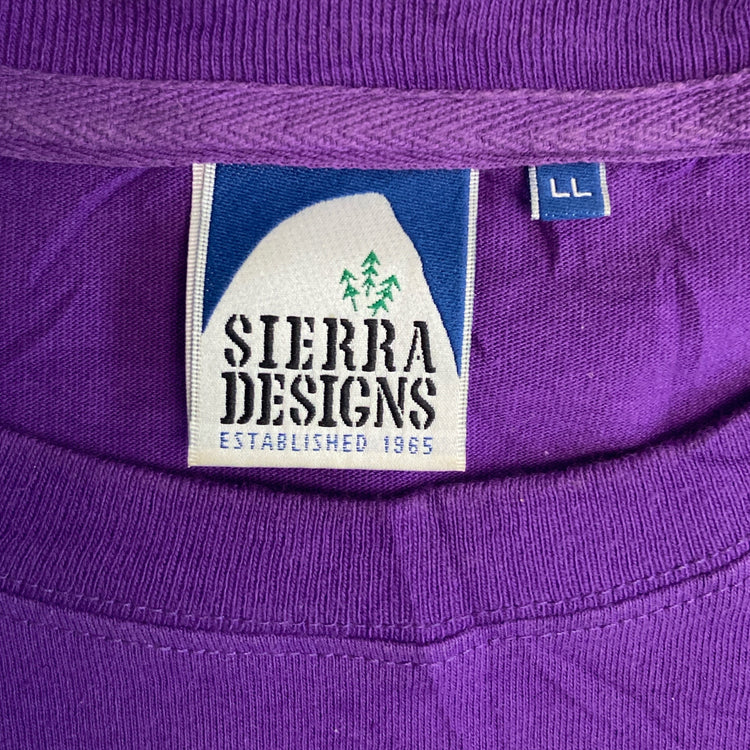 LL
SIERRA
DESIGNS
ESTABLISHED 1965